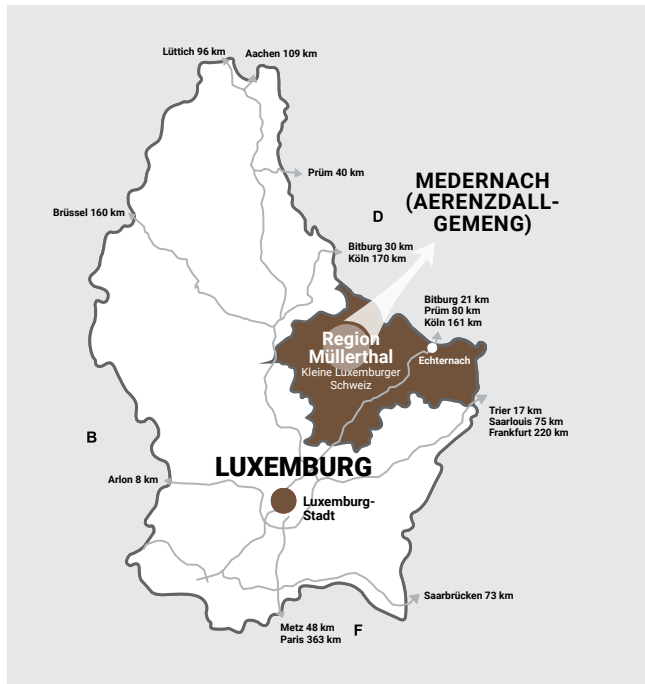 Lüttich 96 km
Aachen 109 km
Prüm 40 km
MEDERNACH
(AERENZDALL-
GEMENG)
Brüssel 160 km
D
Bitburg 30 km
Köln 170 km
Bitburg 21 km
Prüm 80 km
Köln 161 km
Region
Müllerthal
Kleine Luxemburger
Schweiz
Echternach
Trier 17 km
Saarlouis 75 km
Frankfurt 220 km
B
LUXEMBURG
Arlon 8 km
Luxemburg-
Stadt
Saarbrücken 73 km
Metz 48 km
Paris 363 km
F